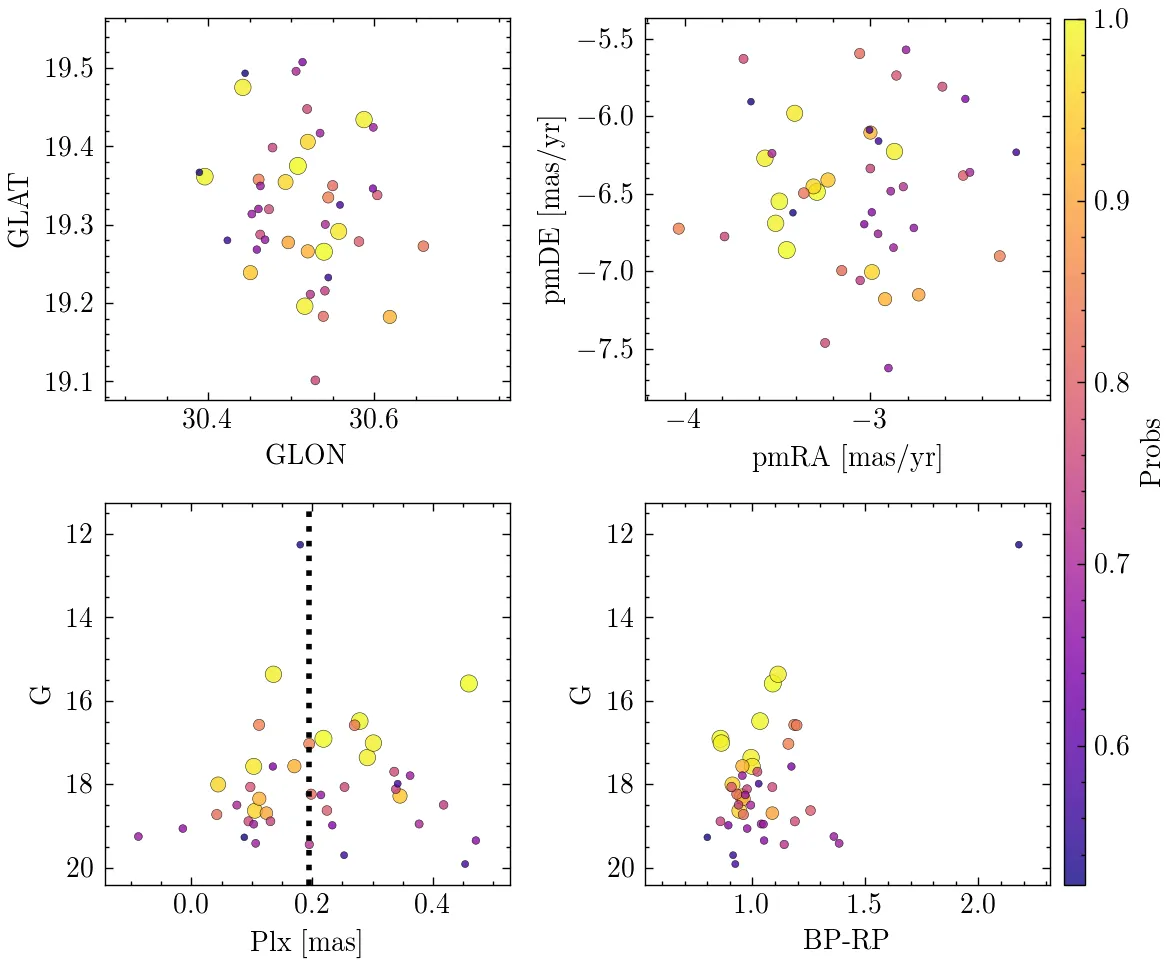 19.5
19.4
19.3
19.2
19.1
GLAT
30.4 30.6
GLON
−5.5
−6.0
−6.5
−7.0
−7.5
pmDE [mas/yr]
−4 −3
pmRA [mas/yr]
1.0
0.9
0.8
0.7
0.6
Probs
12
14
16
18
20
G
0.0 0.2 0.4
Plx [mas]
12
14
16
18
20
G
1.0 1.5 2.0
BP-RP